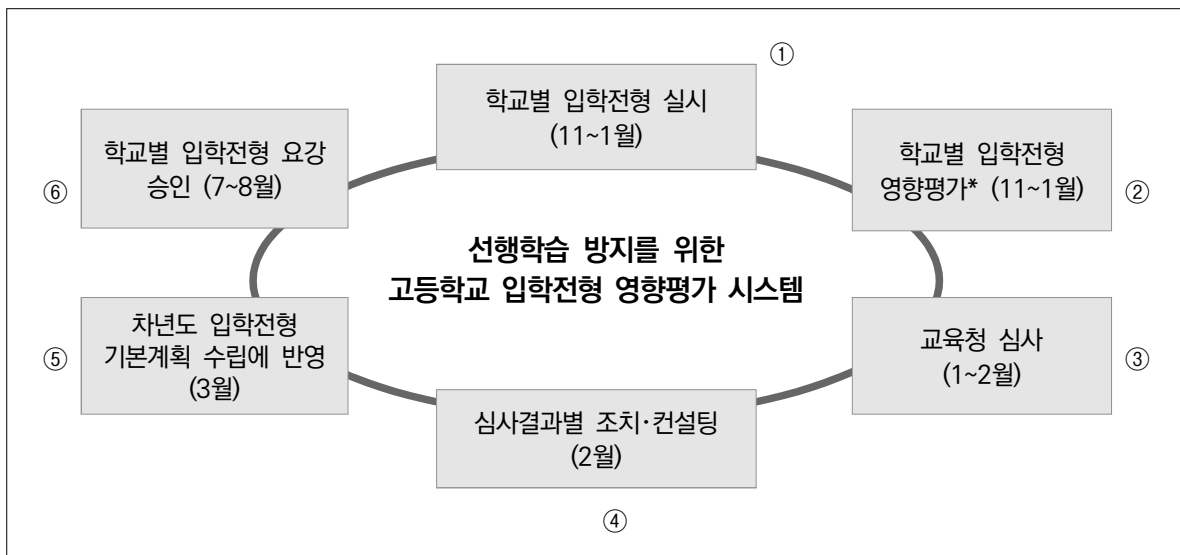 ①
학교별 입학전형 실시
(11~1월)
학교별 입학전형
영향평가* (11~1월)
②
교육청 심사
(1~2월)
③
심사결과별 조치·컨설팅
(2월)
④
차년도 입학전형
기본계획 수립에 반영
(3월)
⑤
학교별 입학전형 요강
승인 (7~8월)
⑥
선행학습 방지를 위한
고등학교 입학전형 영향평가 시스템